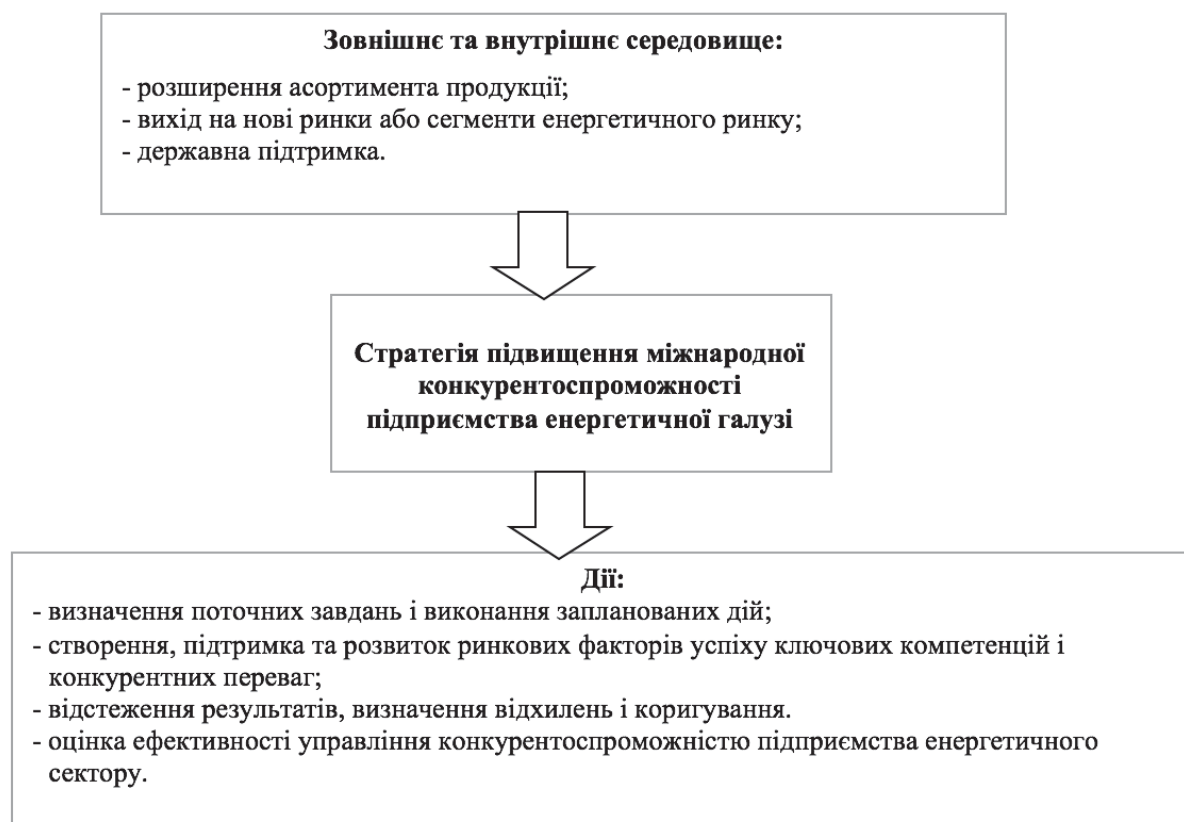 Зовнішнє та внутрішнє середовище:
- розширення асортимента продукції;
- вихід на нові ринки або сегменти енергетичного ринку;
- державна підтримка.
Стратегія підвищення міжнародної
конкурентоспроможності
підприємства енергетичної галузі
Дії:
- визначення поточних завдань і виконання запланованих дій;
- створення, підтримка та розвиток ринкових факторів успіху ключових компетенцій і
конкурентних переваг;
- відстеження результатів, визначення відхилень і коригування.
- оцінка ефективності управління конкурентоспроможністю підприємства енергетичного
сектору.